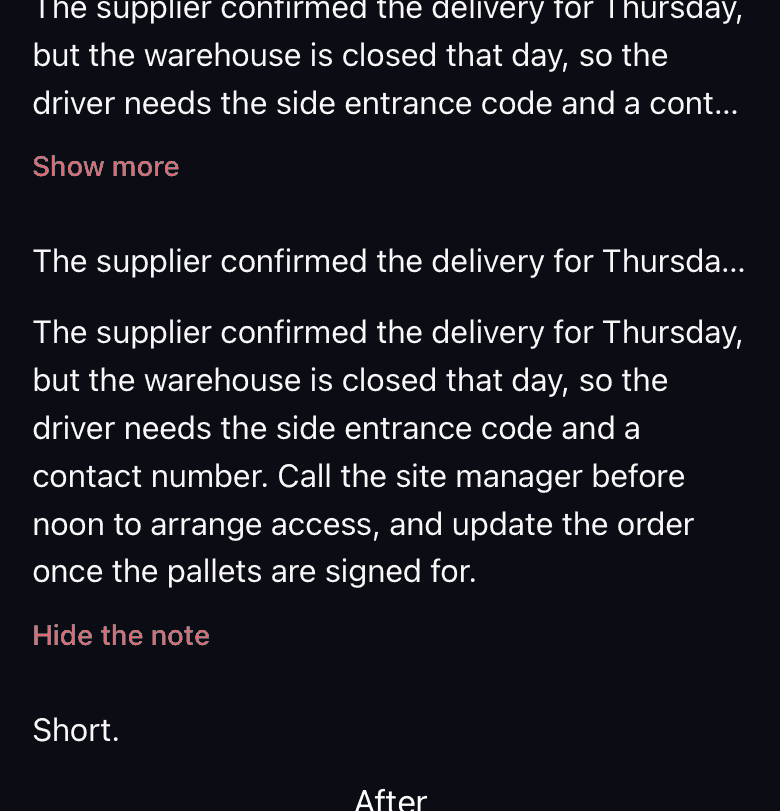 The supplier confirmed the delivery for Thursday,
but the warehouse is closed that day, so the
driver needs the side entrance code and a cont...
Show more
The supplier confirmed the delivery for Thursda...
The supplier confirmed the delivery for Thursday,
but the warehouse is closed that day, so the
driver needs the side entrance code and a
contact number. Call the site manager before
noon to arrange access, and update the order
once the pallets are signed for.
Hide the note
Short.
After